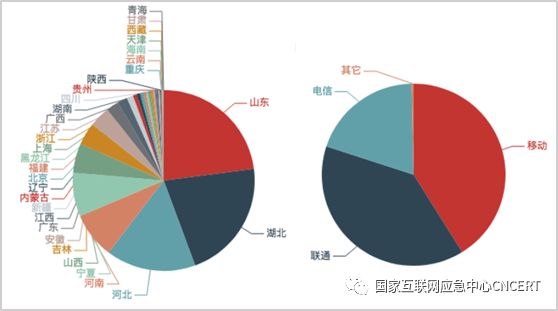 青海
甘肃
西藏
天津
海南
云南
重庆
陕西
贵州
四川
湖南
广西
江苏
浙江
上海
黑龙江
福建
北京
辽宁
内蒙古
新疆
江西
广东
安徽
吉林
山西
宁夏
河南
河北
湖北
山东
其它
电信
移动
联通
国家互联网应急中心CNCERT